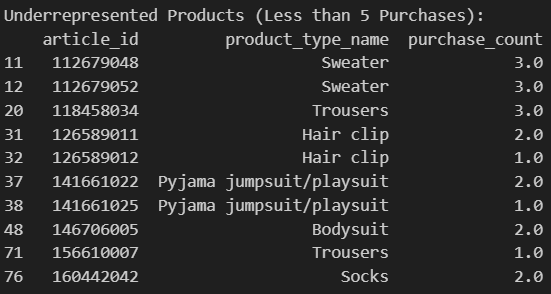 Underrepresented Products (Less than 5 Purchases):
article_id product_type_name purchase_count
11 112679048 Sweater 3.0
12 112679052 Sweater 3.0
20 118458034 Trousers 3.0
31 126589011 Hair clip 2.0
32 126589012 Hair clip 1.0
37 141661022 Pyjama jumpsuit/playsuit 2.0
38 141661025 Pyjama jumpsuit/playsuit 1.0
48 146706005 Bodysuit 2.0
71 156610007 Trousers 1.0
76 160442042 Socks 2.0